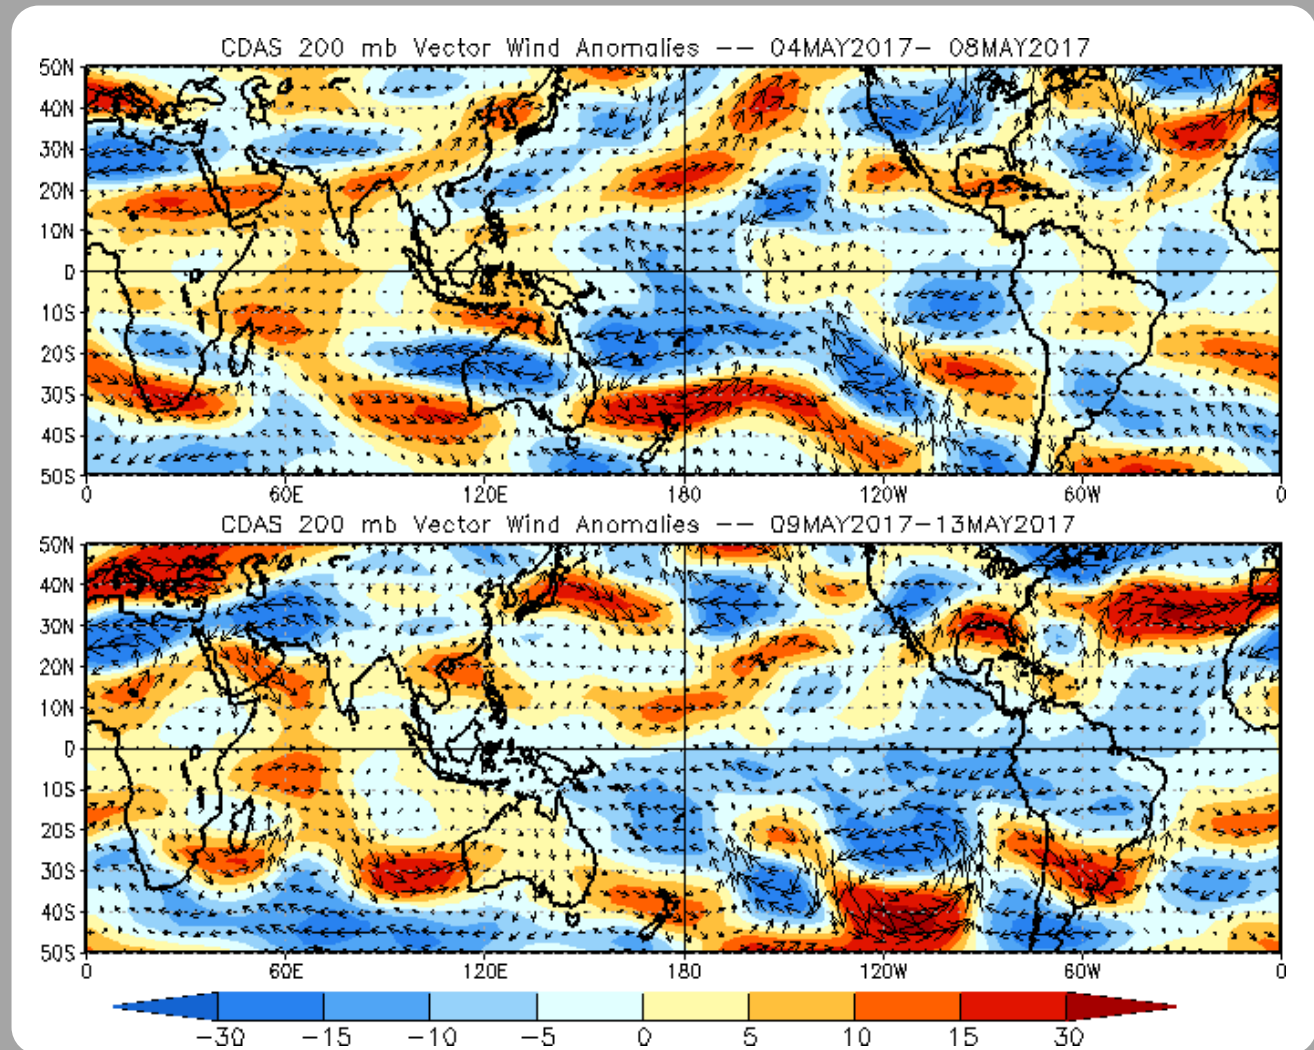 CDAS 200 mb Vector Wind Anomalies -- 04MAY2017- 08MAY2017
50N
40N
30N
20N
10N
0
10S
20S
30S
40S
50S
0 60E 120E 180 120W 60W 0
CDAS 200 mb Vector Wind Anomalies -- 09MAY2017-13MAY2017
50N
40N
30N
20N
10N
0
10S
20S
30S
40S
50S
0 60E 120E 180 120W 60W 0
-30 -15 -10 -5 0 5 10 15 30